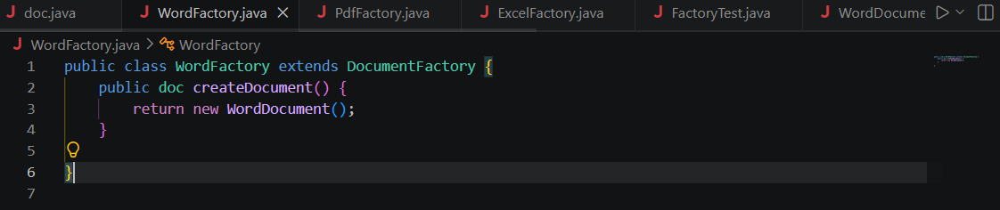 J doc.java J WordFactory.java × J PdfFactory.java J ExcelFactory.java J FactoryTest.java J WordDocume
J WordFactory.java > WordFactory
1 public class WordFactory extends DocumentFactory {
2     public doc createDocument() {
3         return new WordDocument();
4     }
5
6 }
7